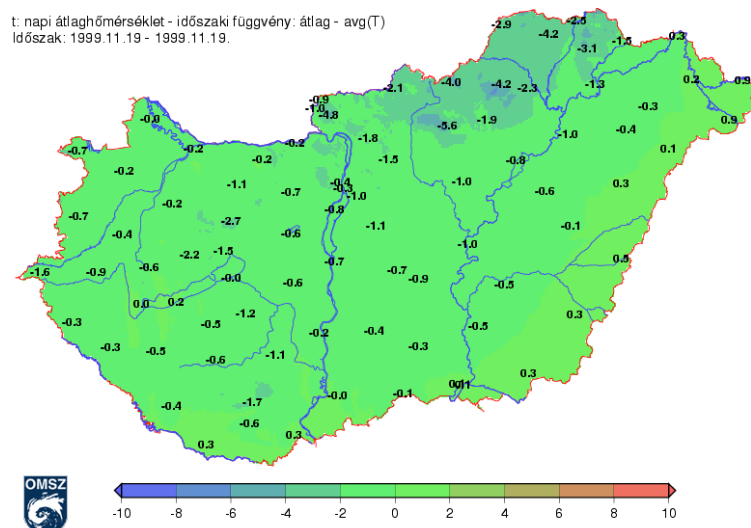 t: napi átlaghőmérséklet - időszaki függvény: átlag - avg(T)
Időszak: 1999.11.19 - 1999.11.19.
-2.9 -2.5
-4.2 -3.1 -1.5 0.3
-2.1 -4.0 -4.2 -2.3 -1.3 0.2 0.9
-0.9
-1.0 -0.3
-4.8 -5.6 -1.9 0.9
-0.0 -1.8 -1.0 -0.4
-0.7 -0.2 -0.2 -0.2 -1.5 -0.8 0.1
-0.2 -1.1 -0.7 -0.4 -1.0 0.3
-0.3 -1.0 -0.6
-0.7 -0.2 -2.7 -0.8
-0.4 -0.6 -1.1 -0.1
-2.2 -1.5 -1.0
-1.6 -0.9 -0.6 -0.0 -0.6 -0.7 -0.7 -0.9 -0.5 0.5
0.0 0.2 -1.2
-0.3 -0.5 -0.2 -0.4 -0.5 0.3
-0.3 -0.5 -0.6 -1.1 -0.3
0.3
-0.4 -1.7 -0.0 -0.1
-0.6
0.3 0.3
OMSZ
-10 -8 -6 -4 -2 0 2 4 6 8 10